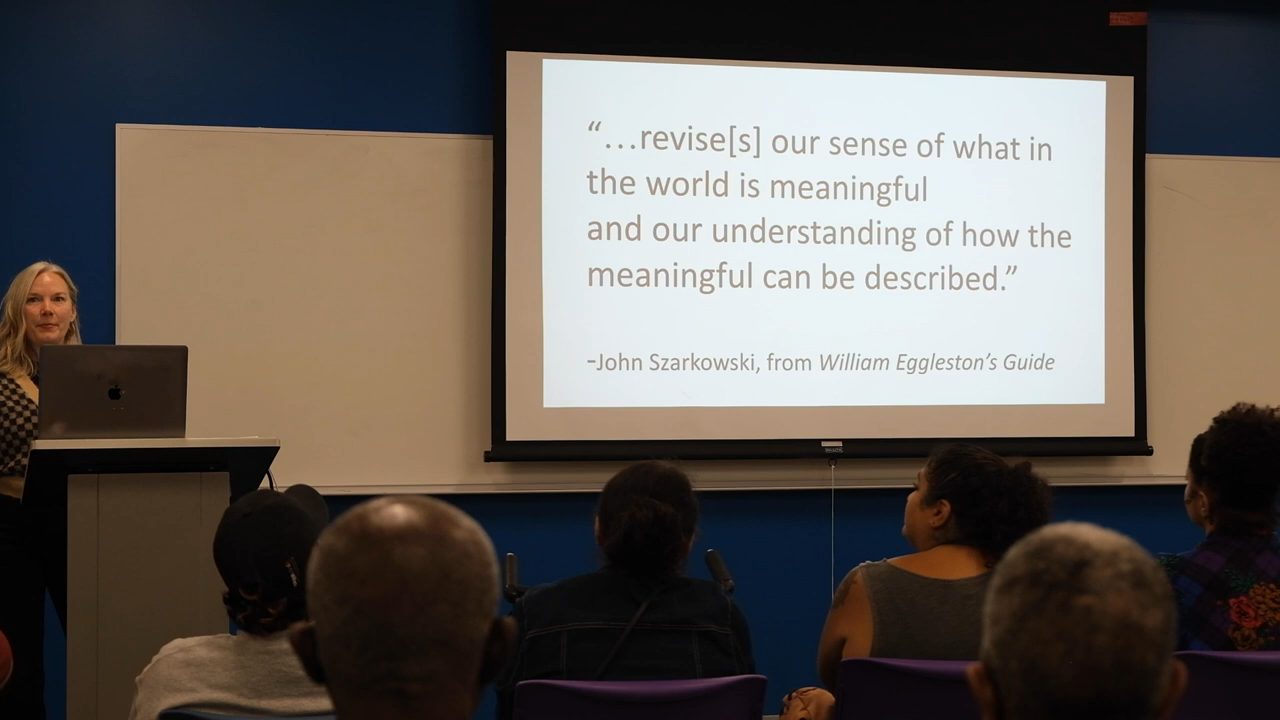 “…revise[s] our sense of what in
the world is meaningful
and our understanding of how the
meaningful can be described.”
-John Szarkowski, from William Eggleston’s Guide